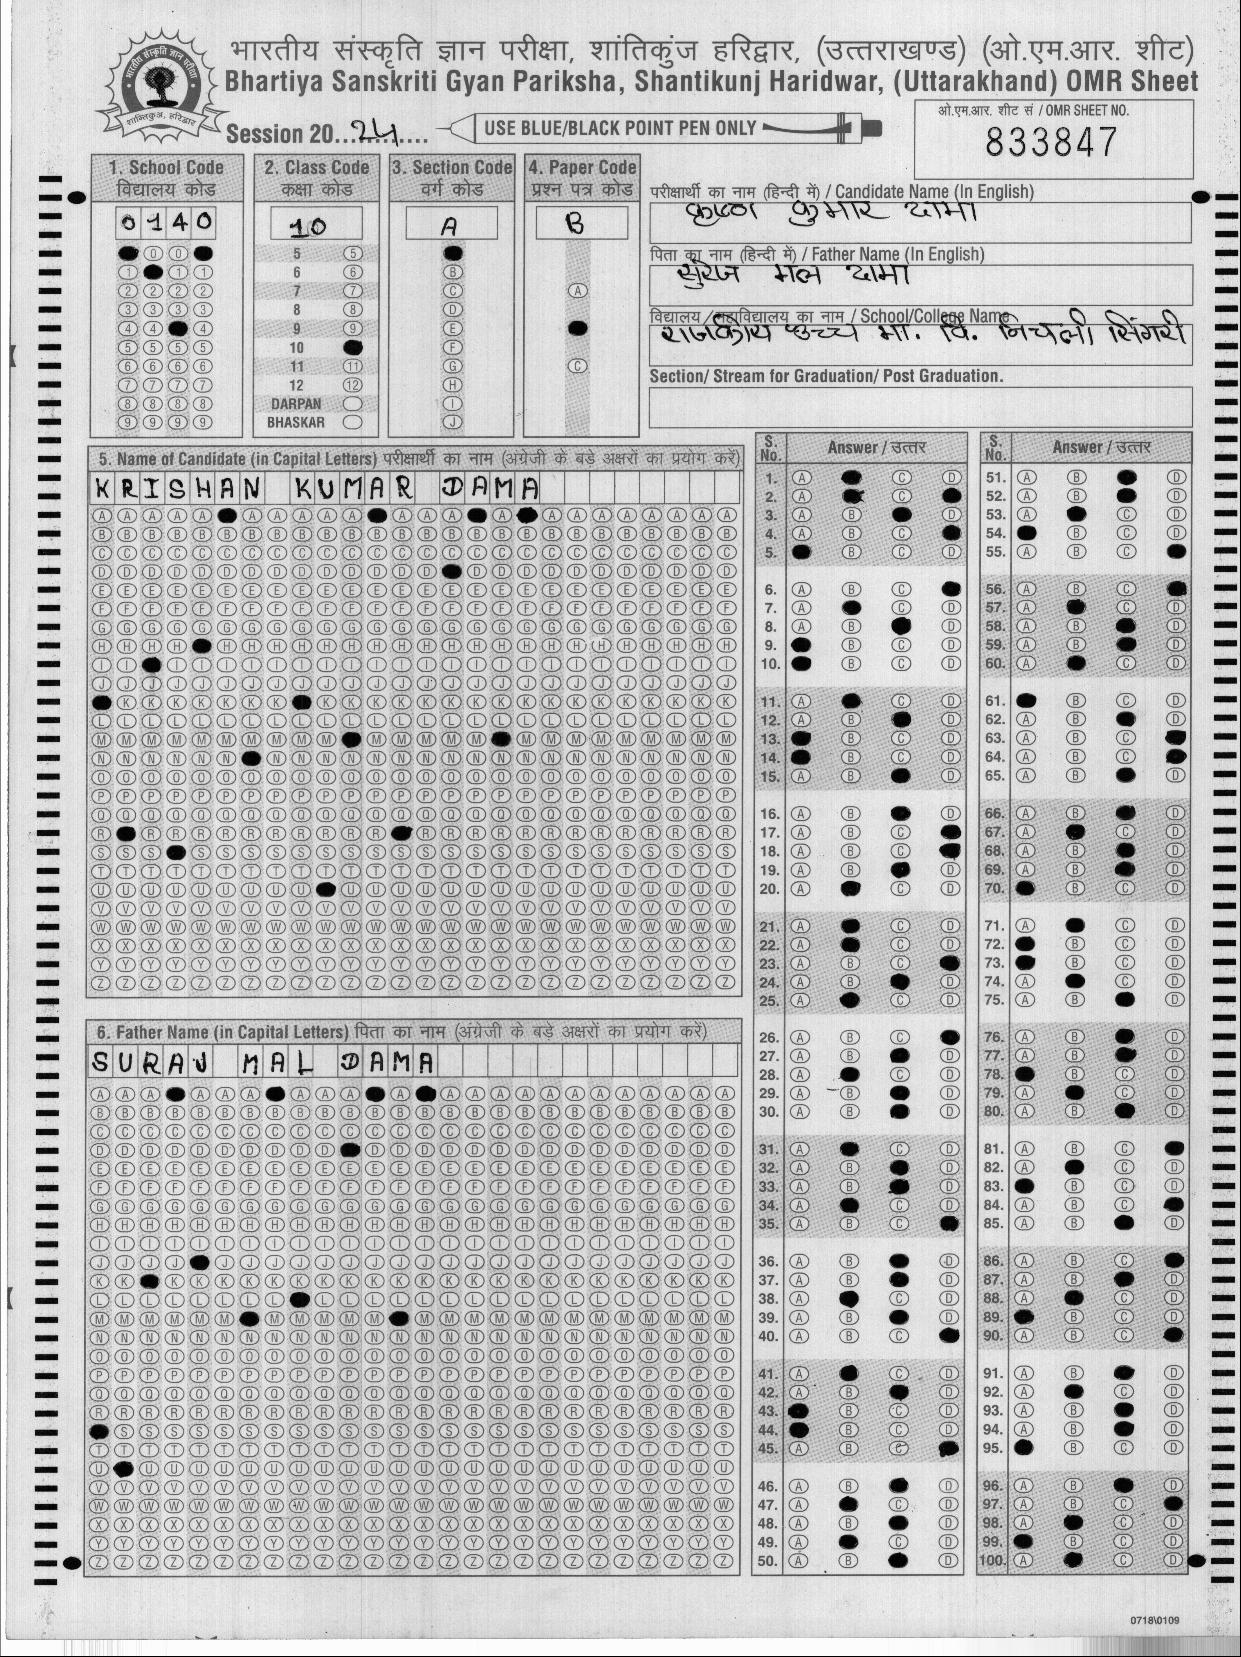 भारतीय संस्कृति ज्ञान परीक्षा, शांतिकुंज हरिद्वार, (उत्तराखण्ड) (ओ.एम.आर. शीट)
Bhartiya Sanskriti Gyan Pariksha, Shantikunj Haridwar, (Uttarakhand) OMR Sheet
Session 20...24....
USE BLUE/BLACK POINT PEN ONLY
ओ.एम.आर. शीट सं / OMR SHEET NO.
833847
1. School Code
विद्यालय कोड
0140
2. Class Code
कक्षा कोड
10
5
6
7
8
9
10
11
12
DARPAN
BHASKAR
3. Section Code
वर्ग कोड
A
4. Paper Code
प्रश्न पत्र कोड
B
परीक्षार्थी का नाम (हिन्दी में) / Candidate Name (In English)
कृष्ण कुमार दामा
पिता का नाम (हिन्दी में) / Father Name (In English)
सुरज मल दामा
विद्यालय /महाविद्यालय का नाम / School/College Name
मा. वि. निचली सिंगरी
Section/ Stream for Graduation/ Post Graduation.
5. Name of Candidate (in Capital Letters) परीक्षार्थी का नाम (अंग्रेजी के बड़े अक्षरों का प्रयोग करें)
KRISHAN KUMAR DAMA
6. Father Name (in Capital Letters) पिता का नाम (अंग्रेजी के बड़े अक्षरों का प्रयोग करें)
SURAJ MAL DAMA
S. No. Answer / उत्तर
S. No. Answer / उत्तर
0718\0109